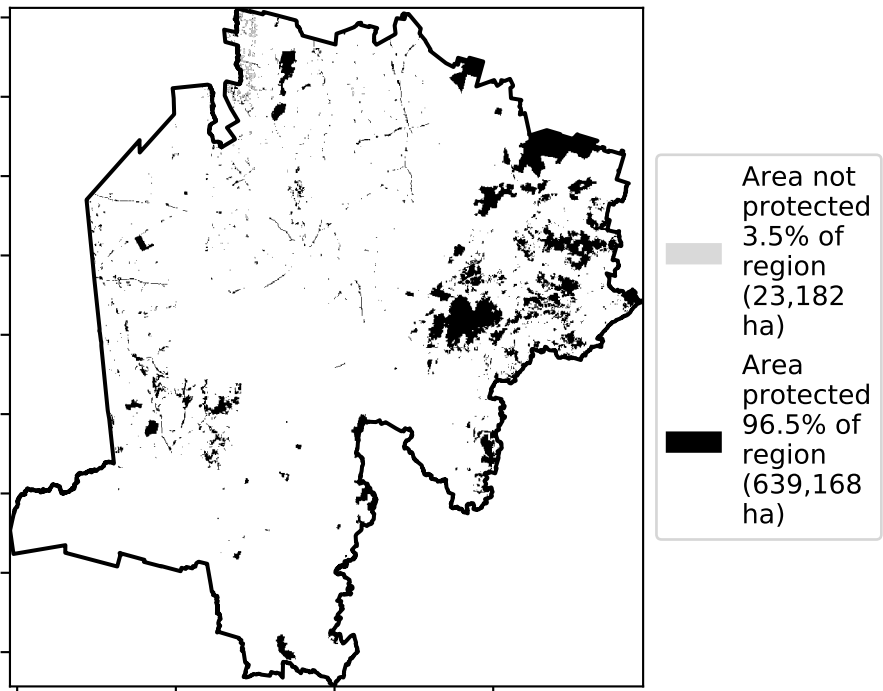 Area not
protected
3.5% of
region
(23,182
ha)
Area
protected
96.5% of
region
(639,168
ha)